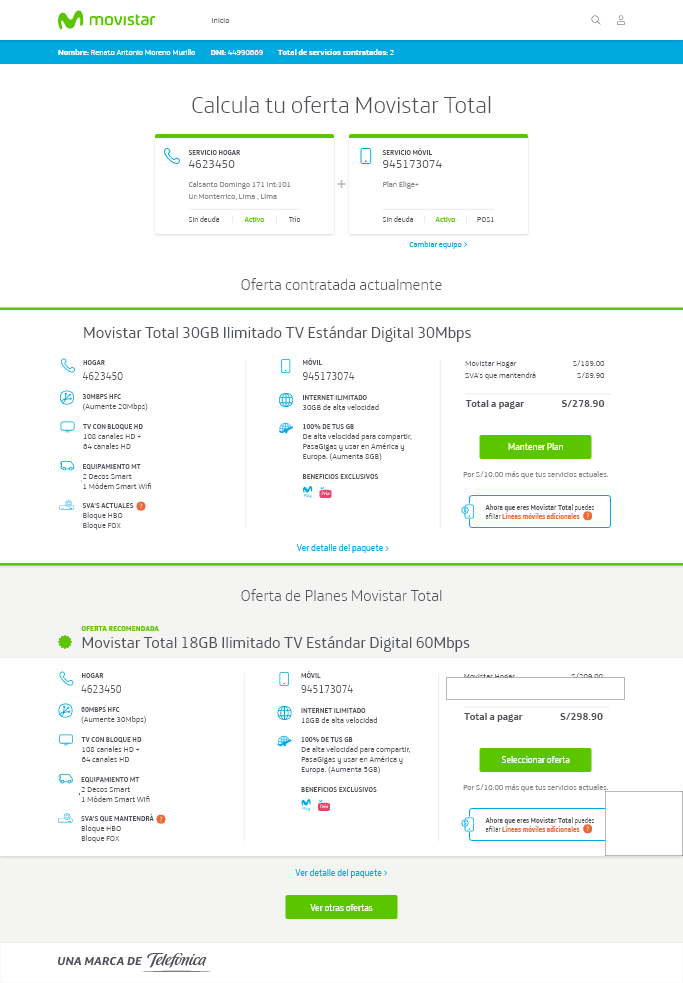 movistar
Inicio
Nombre: Renato Antonio Moreno Murillo DNI: 44990669 Total de servicios contratados: 2
Calcula tu oferta Movistar Total
SERVICIO HOGAR
4623450
Calsanto Domingo 171 Int:101
Ur:Monterrico, Lima , Lima
Sin deuda Activo Trío
+
SERVICIO MÓVIL
945173074
Plan Elige+
Sin deuda Activo POS1
Cambiar equipo >
Oferta contratada actualmente
Movistar Total 30GB Ilimitado TV Estándar Digital 30Mbps
HOGAR
4623450
30MBPS HFC
(Aumente 20Mbps)
TV CON BLOQUE HD
108 canales HD +
64 canales HD
EQUIPAMIENTO MT
2 Decos Smart
1 Módem Smart Wifi
SVA'S ACTUALES ?
Bloque HBO
Bloque FOX
MÓVIL
945173074
INTERNET ILIMITADO
30GB de alta velocidad
100% DE TUS GB
De alta velocidad para compartir,
PasaGigas y usar en América y
Europa. (Aumenta 8GB)
BENEFICIOS EXCLUSIVOS
Movistar Hogar S/189.00
SVA's que mantendrá S/89.90
Total a pagar S/278.90
Mantener Plan
Por S/10.00 más que tus servicios actuales.
Ahora que eres Movistar Total puedes
afiliar Líneas móviles adicionales ?
Ver detalle del paquete >
Oferta de Planes Movistar Total
OFERTA RECOMENDADA
Movistar Total 18GB Ilimitado TV Estándar Digital 60Mbps
HOGAR
4623450
60MBPS HFC
(Aumente 30Mbps)
TV CON BLOQUE HD
108 canales HD +
64 canales HD
EQUIPAMIENTO MT
2 Decos Smart
1 Módem Smart Wifi
SVA'S QUE MANTENDRÁ ?
Bloque HBO
Bloque FOX
MÓVIL
945173074
INTERNET ILIMITADO
18GB de alta velocidad
100% DE TUS GB
De alta velocidad para compartir,
PasaGigas y usar en América y
Europa. (Aumenta 5GB)
BENEFICIOS EXCLUSIVOS
Movistar Hogar S/209.00
Total a pagar S/298.90
Seleccionar oferta
Por S/10.00 más que tus servicios actuales.
Ahora que eres Movistar Total puedes
afiliar Líneas móviles adicionales ?
Ver detalle del paquete >
Ver otras ofertas
UNA MARCA DE Telefónica